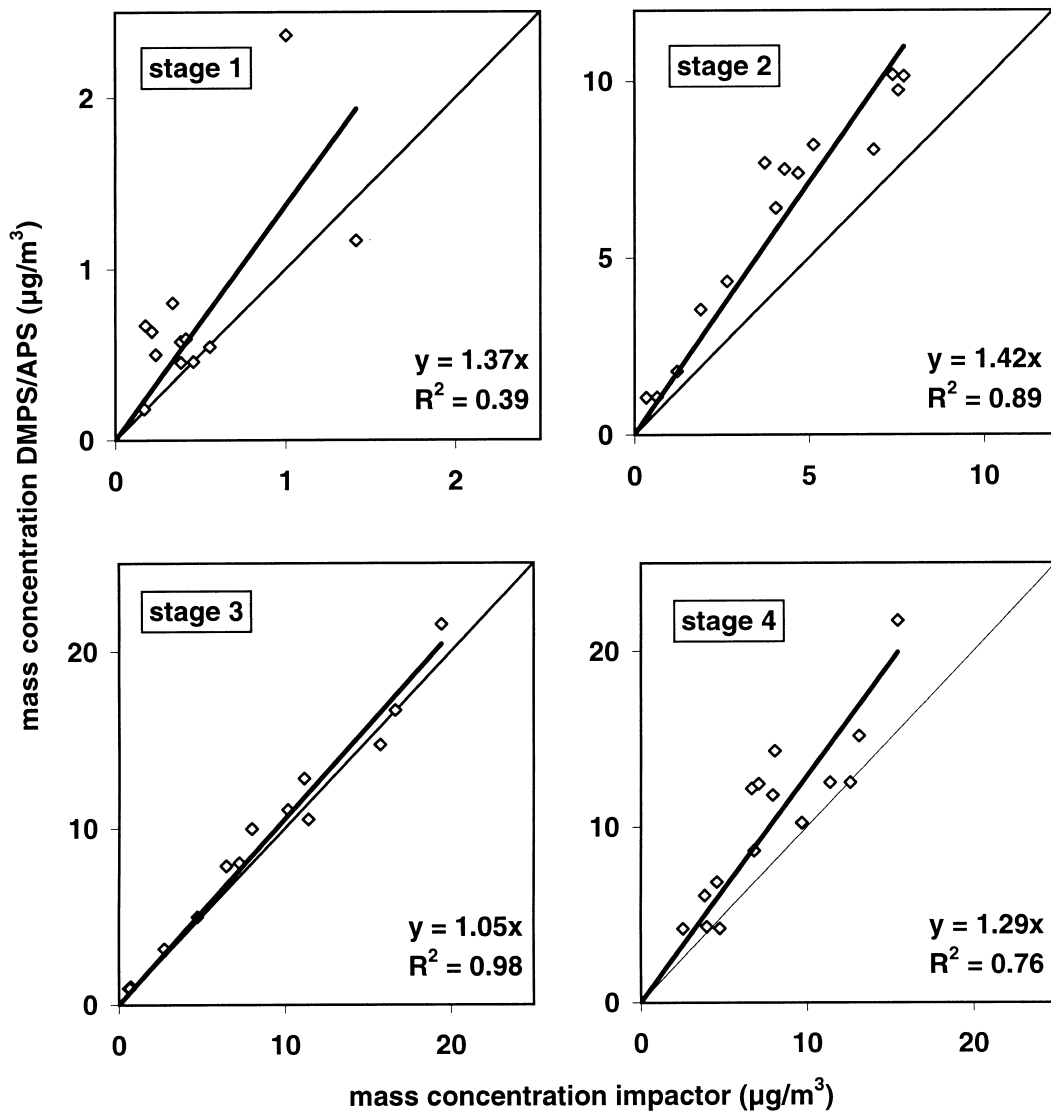 mass concentration DMPS/APS (µg/m³)
stage 1
2
1
0
y = 1.37x
R² = 0.39
0 1 2
stage 2
10
5
0
y = 1.42x
R² = 0.89
0 5 10
stage 3
20
10
0
y = 1.05x
R² = 0.98
0 10 20
stage 4
20
10
0
y = 1.29x
R² = 0.76
0 10 20
mass concentration impactor (µg/m³)